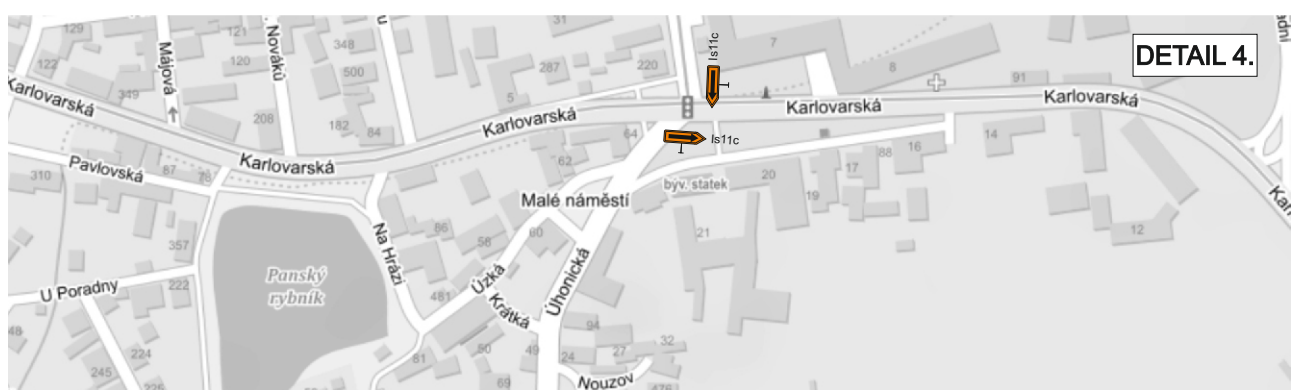 129
121
31
7
122
Májová
Nováků
120
348
500
287
220
Is11c
8
DETAIL 4.
Karlovarská
349
5
91
Karlovarská
Karlovarská
208
182
84
Karlovarská
64
Is11c
14
Karlovarská
62
17
88
16
310
Pavlovská
87
78
býv. statek
20
19
Malé náměstí
86
58
60
21
12
357
Na Hrázi
Panský
rybník
Úhonická
U Poradny
222
481
Úzká
Krátká
94
224
81
50
49
24
27
32
245
69
Nouzov